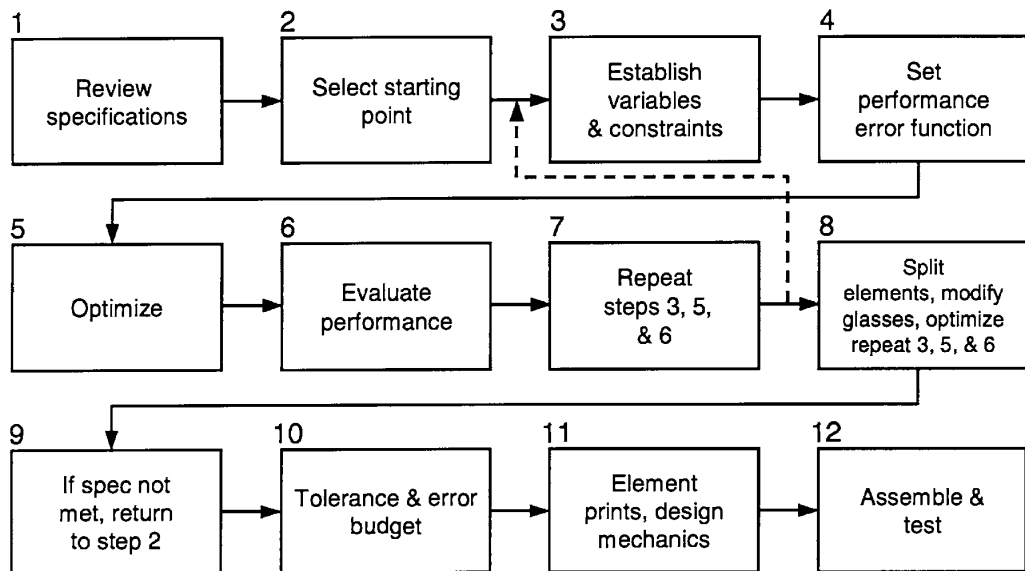 1
Review
specifications
2
Select starting
point
3
Establish
variables
& constraints
4
Set
performance
error function
5
Optimize
6
Evaluate
performance
7
Repeat
steps 3, 5,
& 6
8
Split
elements, modify
glasses, optimize
repeat 3, 5, & 6
9
If spec not
met, return
to step 2
10
Tolerance & error
budget
11
Element
prints, design
mechanics
12
Assemble &
test